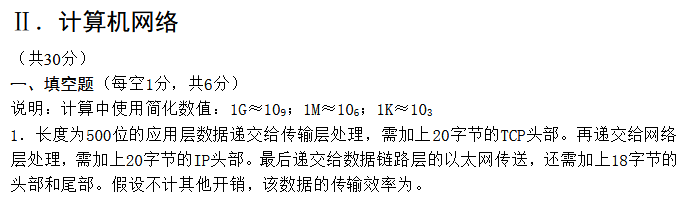 Ⅱ．计算机网络
（共30分）
一、填空题（每空1分，共6分）
说明：计算中使用简化数值：1G≈10₉；1M≈10₆；1K≈10₃
1．长度为500位的应用层数据递交给传输层处理，需加上20字节的TCP头部。再递交给网络
层处理，需加上20字节的IP头部。最后递交给数据链路层的以太网传送，还需加上18字节的
头部和尾部。假设不计其他开销，该数据的传输效率为。